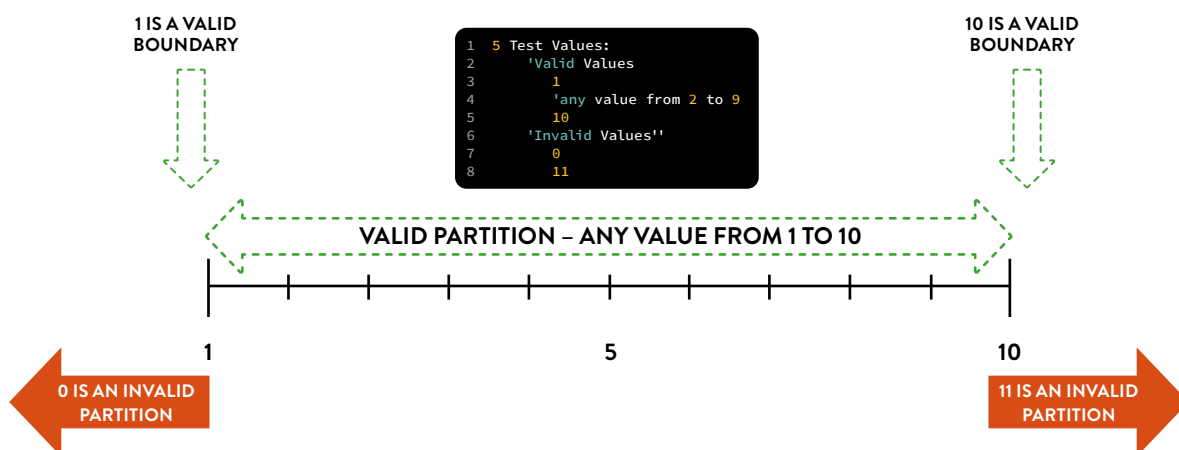 1 IS A VALID
BOUNDARY
10 IS A VALID
BOUNDARY
1 5 Test Values:
2 'Valid Values
3 1
4 'any value from 2 to 9
5 10
6 'Invalid Values''
7 0
8 11
VALID PARTITION – ANY VALUE FROM 1 TO 10
1
5
10
0 IS AN INVALID
PARTITION
11 IS AN INVALID
PARTITION